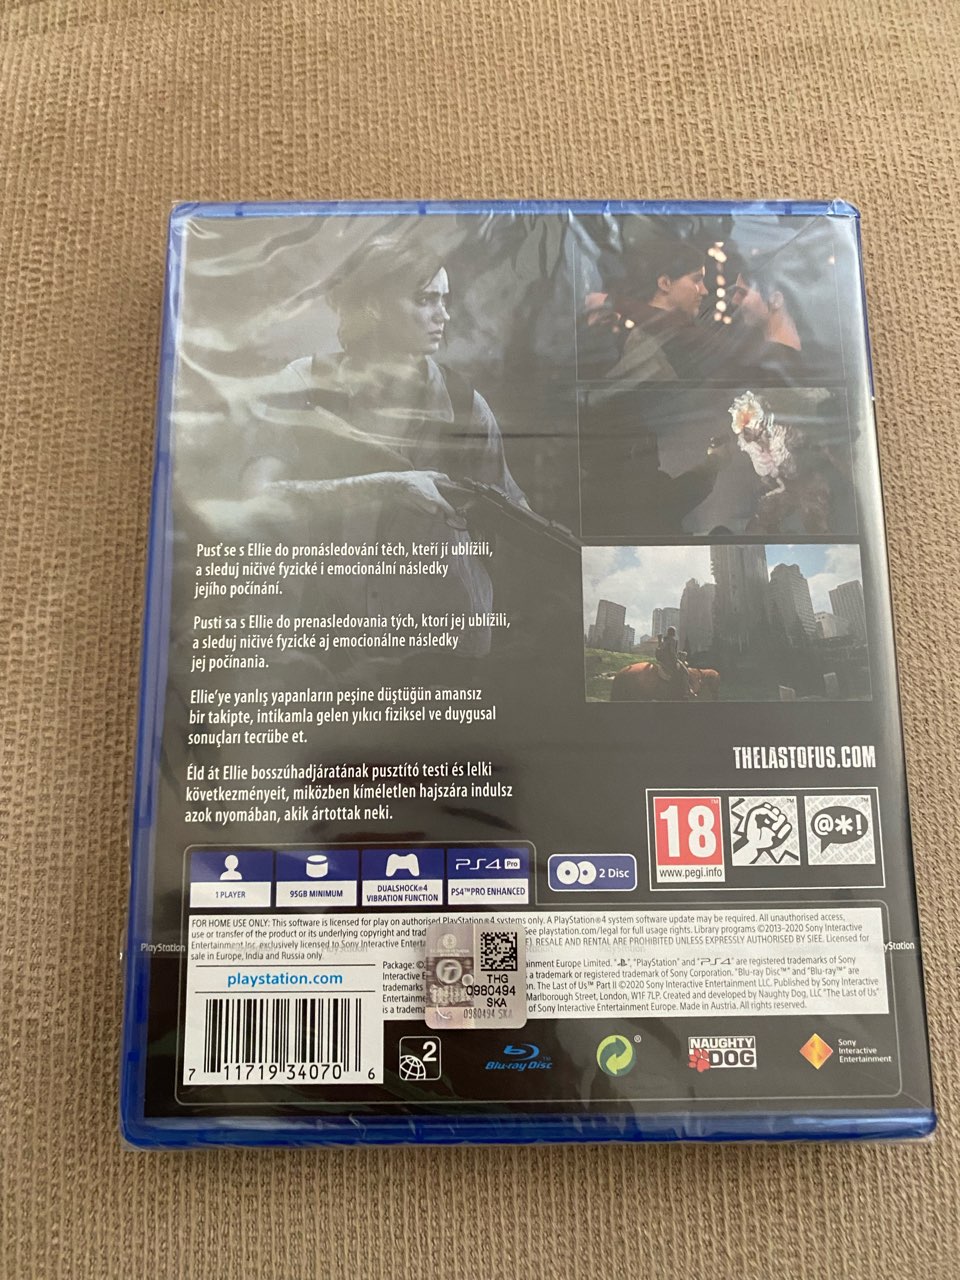 Pusť se s Ellie do pronásledování těch, kteří jí ublížili,
a sleduj ničivé fyzické i emocionální následky
jejího počínání.
Pusti sa s Ellie do prenasledovania tých, ktorí jej ublížili,
a sleduj ničivé fyzické aj emocionálne následky
jej počínania.
Ellie'ye yanlış yapanların peşine düştüğün amansız
bir takipte, intikamla gelen yıkıcı fiziksel ve duygusal
sonuçları tecrübe et.
Éld át Ellie bosszúhadjáratának pusztító testi és lelki
következményeit, miközben kíméletlen hajszára indulsz
azok nyomában, akik ártottak neki.
THELASTOFUS.COM
18
www.pegi.info
@*!
1 PLAYER
95GB MINIMUM
DUALSHOCK®4
VIBRATION FUNCTION
PS4 Pro
PS4™PRO ENHANCED
2 Disc
FOR HOME USE ONLY: This software is licensed for play on authorised PlayStation®4 systems only. A PlayStation®4 system software update may be required. All unauthorised access,
use or transfer of the product or its underlying copyright and trad See playstation.com/legal for full usage rights. Library programs ©2013-2020 Sony Interactive
Entertainment Inc. exclusively licensed to Sony Interactive Enterta E). RESALE AND RENTAL ARE PROHIBITED UNLESS EXPRESSLY AUTHORISED BY SIEE. Licensed for
sale in Europe, India and Russia only.
PlayStation
PlayStation
playstation.com
Package: © inment Europe Limited. "PlayStation" and "PS4" are registered trademarks of Sony
Interactive E a trademark or registered trademark of Sony Corporation. "Blu-ray Disc™" and "Blu-ray™" are
trademarks on. The Last of Us™ Part II ©2020 Sony Interactive Entertainment LLC. Published by Sony Interactive
Entertainme Marlborough Street, London, W1F 7LP. Created and developed by Naughty Dog, LLC "The Last of Us"
is a tradema of Sony Interactive Entertainment Europe. Made in Austria. All rights reserved.
THG
0980494
SKA
0980494 SKA
7 11719 34070 6
2
Blu-ray Disc™
®
NAUGHTY
DOG
Sony
Interactive
Entertainment